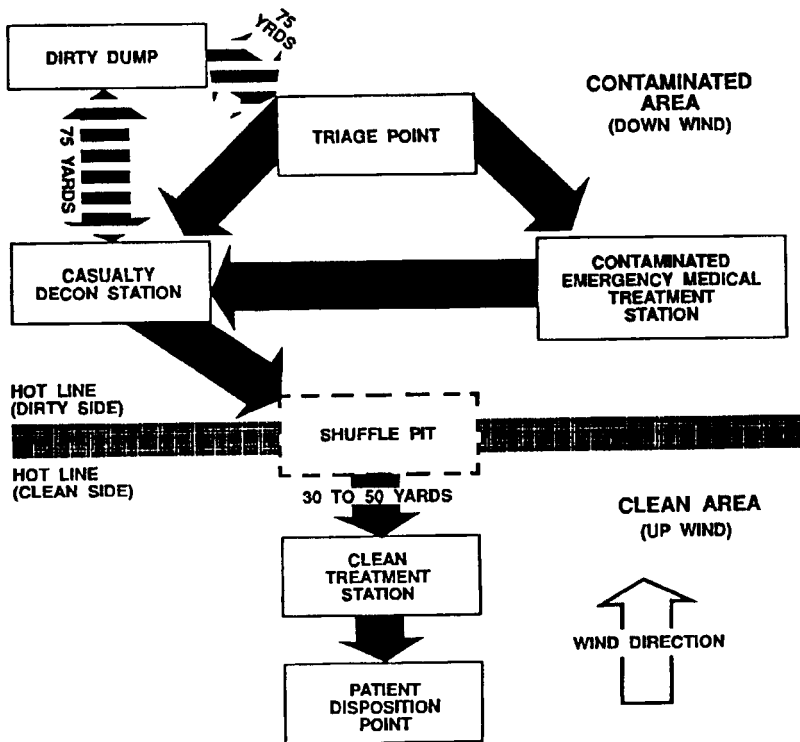 75
YRDS
DIRTY DUMP
CONTAMINATED
AREA
(DOWN WIND)
TRIAGE POINT
75 YARDS
CASUALTY
DECON STATION
CONTAMINATED
EMERGENCY MEDICAL
TREATMENT
STATION
HOT LINE
(DIRTY SIDE)
SHUFFLE PIT
HOT LINE
(CLEAN SIDE)
30 TO 50 YARDS
CLEAN AREA
(UP WIND)
CLEAN
TREATMENT
STATION
WIND DIRECTION
PATIENT
DISPOSITION
POINT